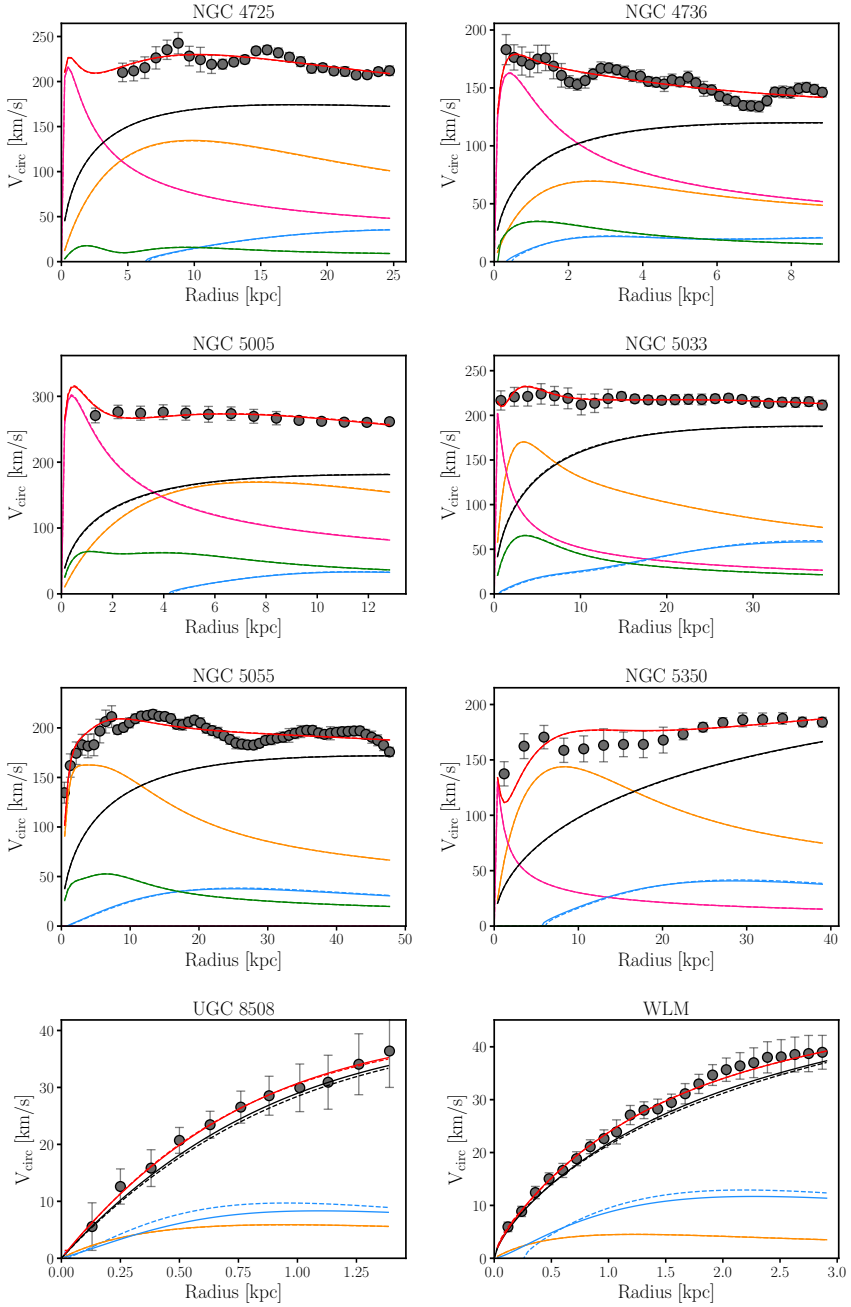 NGC 4725
NGC 4736
250
200
150
100
50
0
V_circ [km/s]
0 5 10 15 20 25
Radius [kpc]
200
150
100
50
0
V_circ [km/s]
2 4 6 8
Radius [kpc]
NGC 5005
NGC 5033
300
200
100
0
V_circ [km/s]
0 2 4 6 8 10 12
Radius [kpc]
250
200
150
100
50
0
V_circ [km/s]
10 20 30
Radius [kpc]
NGC 5055
NGC 5350
200
150
100
50
0
V_circ [km/s]
0 10 20 30 40 50
Radius [kpc]
200
150
100
50
0
V_circ [km/s]
10 20 30 40
Radius [kpc]
UGC 8508
WLM
40
30
20
10
0
V_circ [km/s]
0.00 0.25 0.50 0.75 1.00 1.25
Radius [kpc]
40
30
20
10
0
V_circ [km/s]
0.0 0.5 1.0 1.5 2.0 2.5 3.0
Radius [kpc]